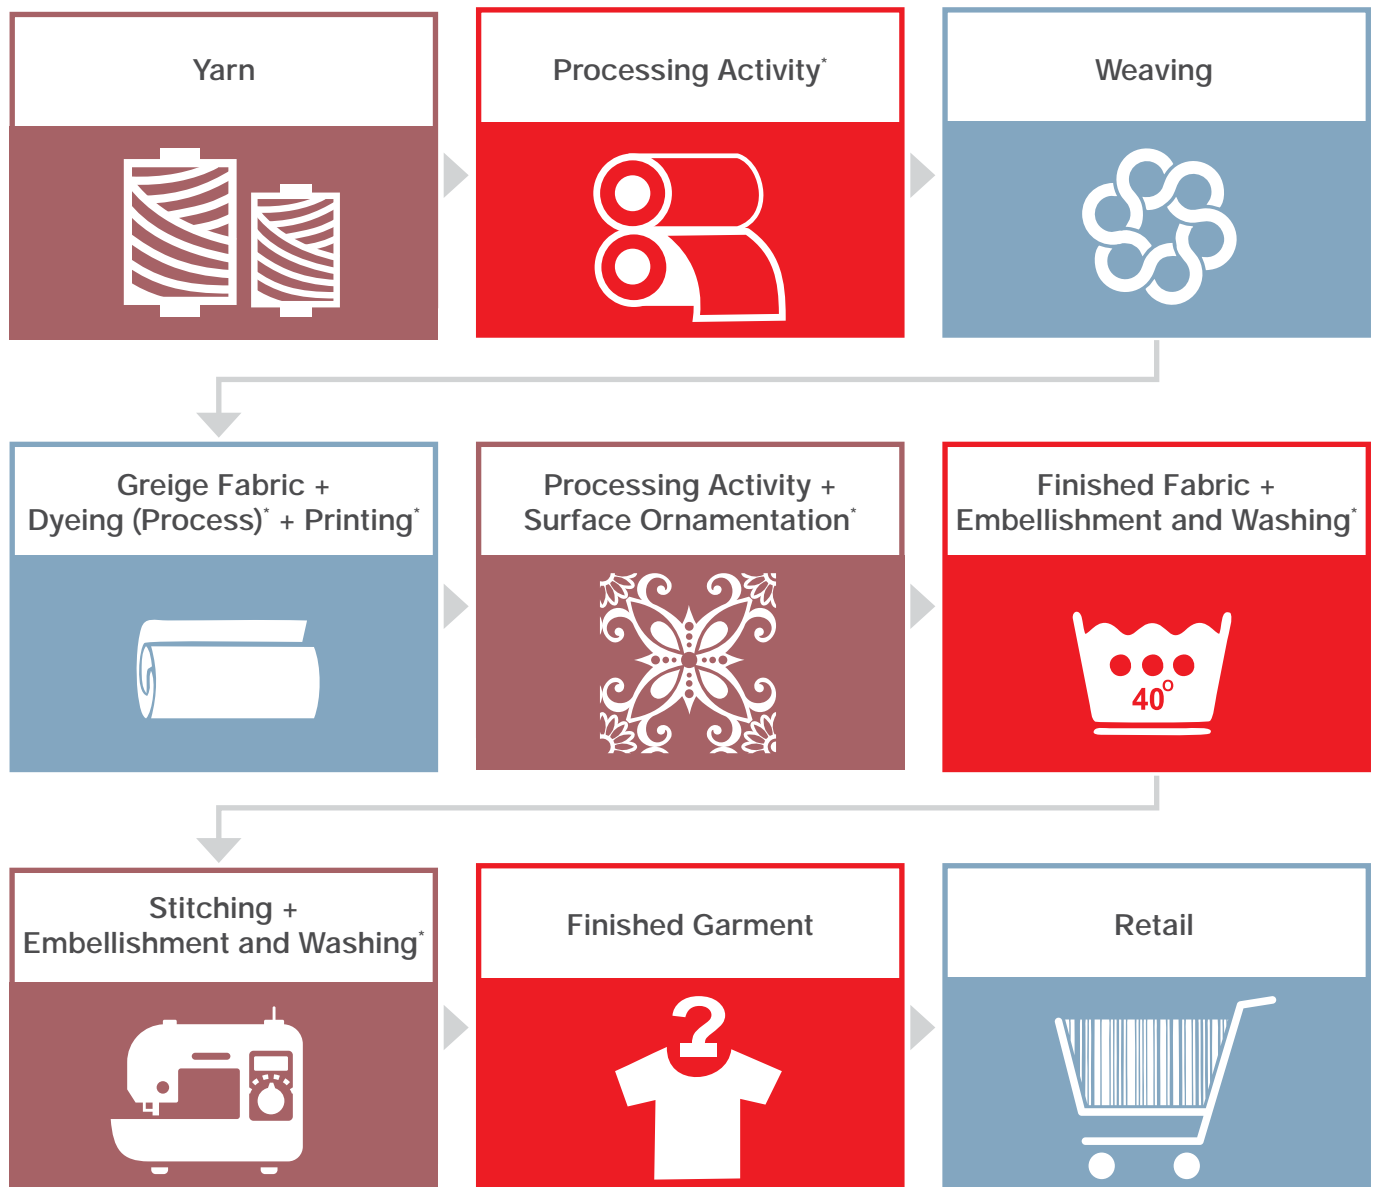 Yarn
Processing Activity*
Weaving
Greige Fabric +
Dyeing (Process)* + Printing*
Processing Activity +
Surface Ornamentation*
Finished Fabric +
Embellishment and Washing*
40°
Stitching +
Embellishment and Washing*
Finished Garment
?
Retail